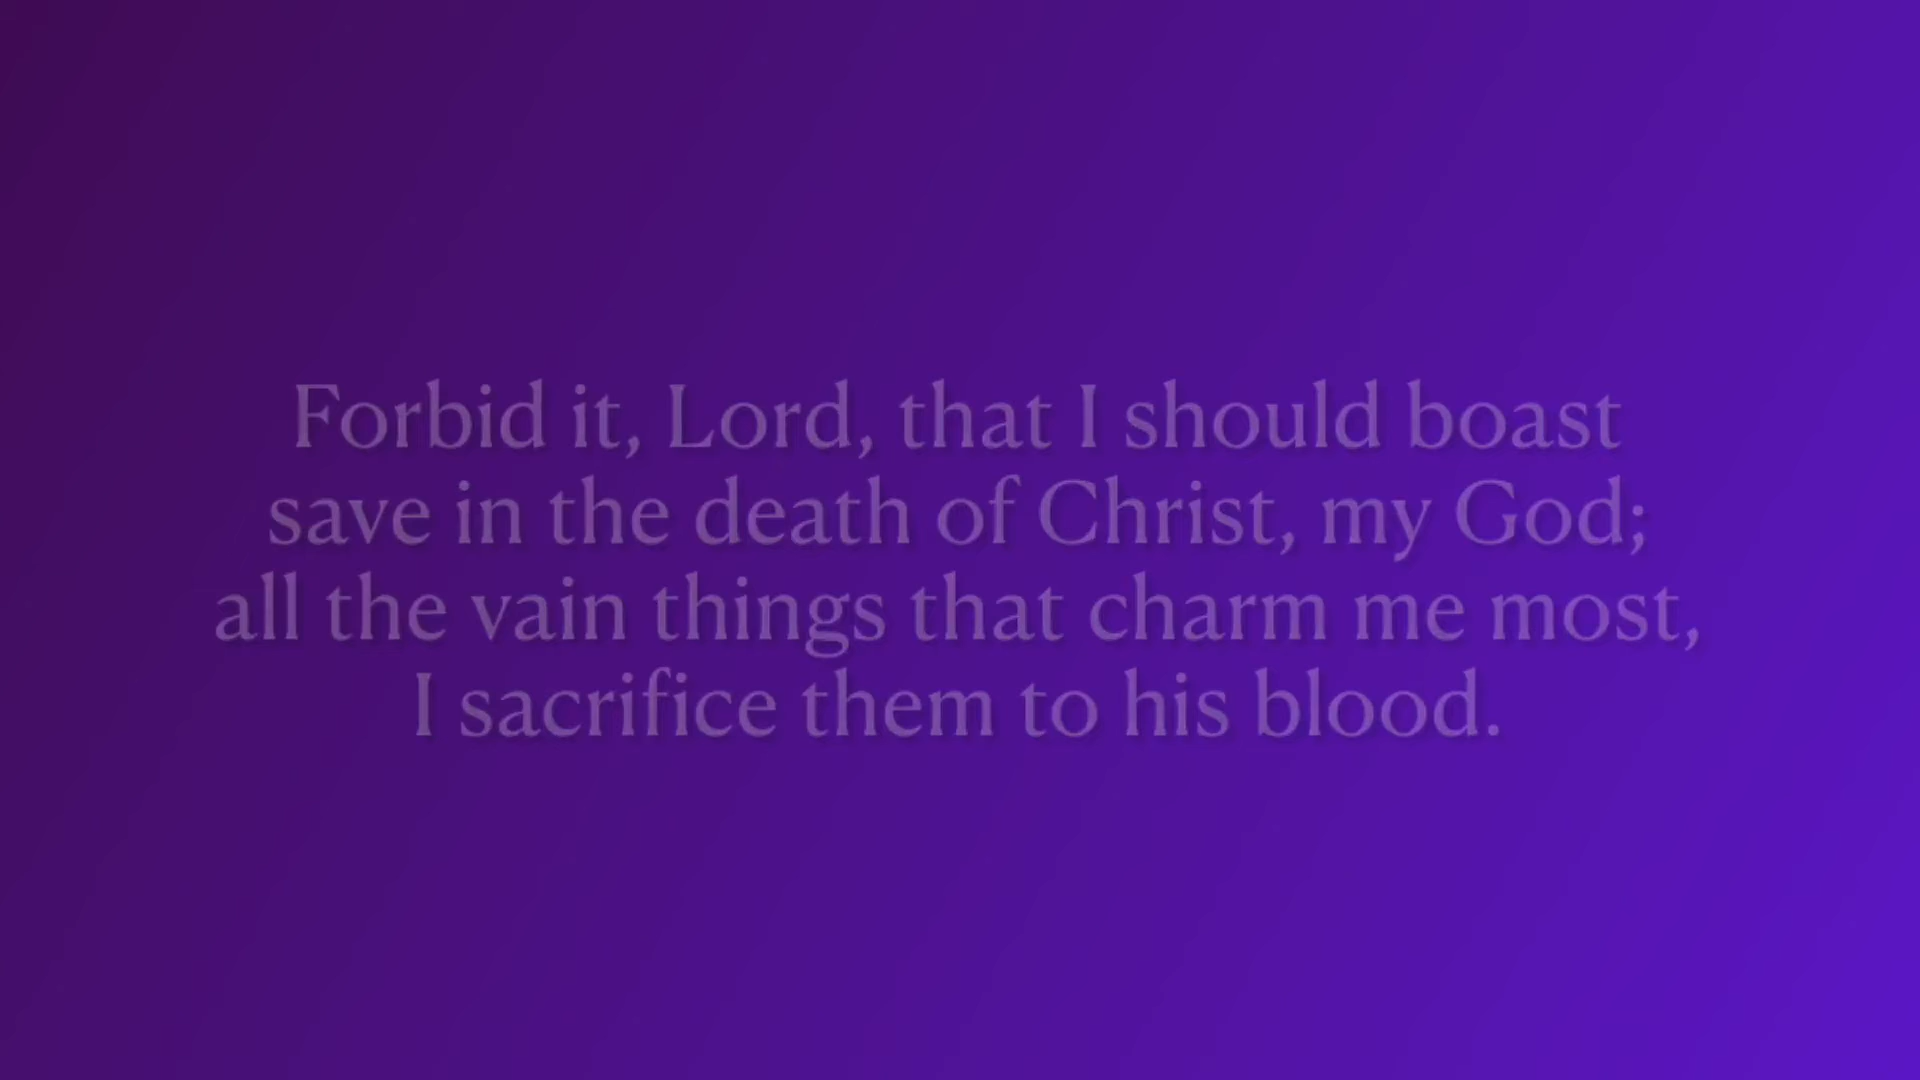 Forbid it, Lord, that I should boast
save in the death of Christ, my God;
all the vain things that charm me most,
I sacrifice them to his blood.